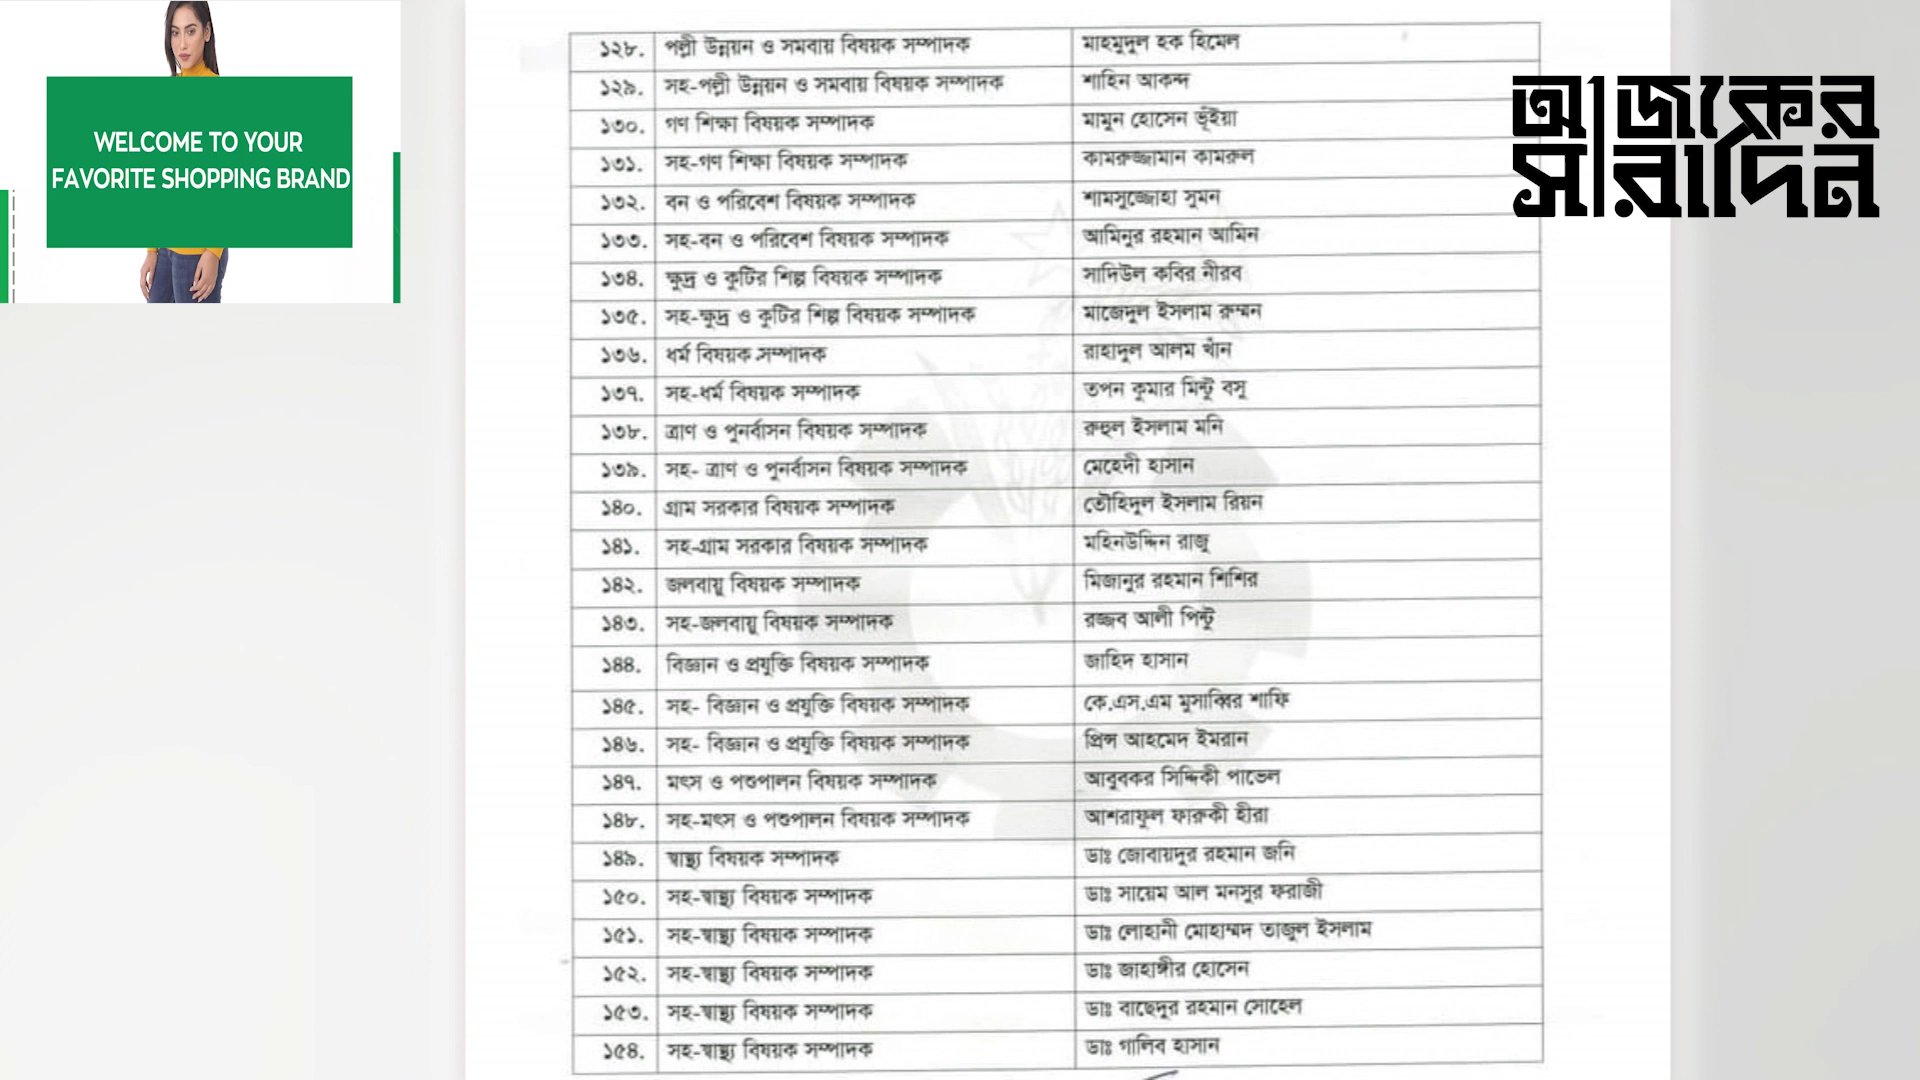 WELCOME TO YOUR
FAVORITE SHOPPING BRAND
আজকের
সারাদিন
১২৮. পল্লী উন্নয়ন ও সমবায় বিষয়ক সম্পাদক মাহমুদুল হক হিমেল
১২৯. সহ-পল্লী উন্নয়ন ও সমবায় বিষয়ক সম্পাদক শাহিন আকন্দ
১৩০. গণ শিক্ষা বিষয়ক সম্পাদক মামুন হোসেন ভূঁইয়া
১৩১. সহ-গণ শিক্ষা বিষয়ক সম্পাদক কামরুজ্জামান কামরুল
১৩২. বন ও পরিবেশ বিষয়ক সম্পাদক শামসুজ্জোহা সুমন
১৩৩. সহ-বন ও পরিবেশ বিষয়ক সম্পাদক আমিনুর রহমান আমিন
১৩৪. ক্ষুদ্র ও কুটির শিল্প বিষয়ক সম্পাদক সাদিউল কবির নীরব
১৩৫. সহ-ক্ষুদ্র ও কুটির শিল্প বিষয়ক সম্পাদক মাজেদুল ইসলাম রুম্মন
১৩৬. ধর্ম বিষয়ক সম্পাদক রাহাদুল আলম খাঁন
১৩৭. সহ-ধর্ম বিষয়ক সম্পাদক তপন কুমার মিন্টু বসু
১৩৮. ত্রাণ ও পুনর্বাসন বিষয়ক সম্পাদক রুহুল ইসলাম মনি
১৩৯. সহ- ত্রাণ ও পুনর্বাসন বিষয়ক সম্পাদক মেহেদী হাসান
১৪০. গ্রাম সরকার বিষয়ক সম্পাদক তৌহিদুল ইসলাম রিয়ন
১৪১. সহ-গ্রাম সরকার বিষয়ক সম্পাদক মহিনউদ্দিন রাজু
১৪২. জলবায়ু বিষয়ক সম্পাদক মিজানুর রহমান শিশির
১৪৩. সহ-জলবায়ু বিষয়ক সম্পাদক রজ্জব আলী পিন্টু
১৪৪. বিজ্ঞান ও প্রযুক্তি বিষয়ক সম্পাদক জাহিদ হাসান
১৪৫. সহ- বিজ্ঞান ও প্রযুক্তি বিষয়ক সম্পাদক কে.এস.এম মুসাব্বির শাফি
১৪৬. সহ- বিজ্ঞান ও প্রযুক্তি বিষয়ক সম্পাদক প্রিন্স আহমেদ ইমরান
১৪৭. মৎস ও পশুপালন বিষয়ক সম্পাদক আবুবকর সিদ্দিকী পাভেল
১৪৮. সহ-মৎস ও পশুপালন বিষয়ক সম্পাদক আশরাফুল ফারুকী হীরা
১৪৯. স্বাস্থ্য বিষয়ক সম্পাদক ডাঃ জোবায়দুর রহমান জনি
১৫০. সহ-স্বাস্থ্য বিষয়ক সম্পাদক ডাঃ সায়েম আল মনসুর ফরাজী
১৫১. সহ-স্বাস্থ্য বিষয়ক সম্পাদক ডাঃ লোহানী মোহাম্মদ তাজুল ইসলাম
১৫২. সহ-স্বাস্থ্য বিষয়ক সম্পাদক ডাঃ জাহাঙ্গীর হোসেন
১৫৩. সহ-স্বাস্থ্য বিষয়ক সম্পাদক ডাঃ বাছেদুর রহমান সোহেল
১৫৪. সহ-স্বাস্থ্য বিষয়ক সম্পাদক ডাঃ গালিব হাসান